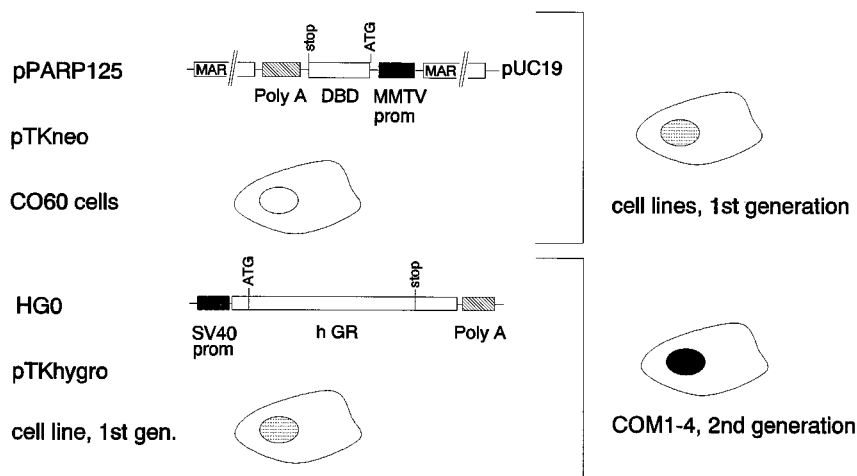 stop
ATG
pPARP125
MAR
MAR
pUC19
Poly A
DBD
MMTV
prom
pTKneo
CO60 cells
cell lines, 1st generation
ATG
stop
HG0
SV40
prom
h GR
Poly A
pTKhygro
cell line, 1st gen.
COM1-4, 2nd generation